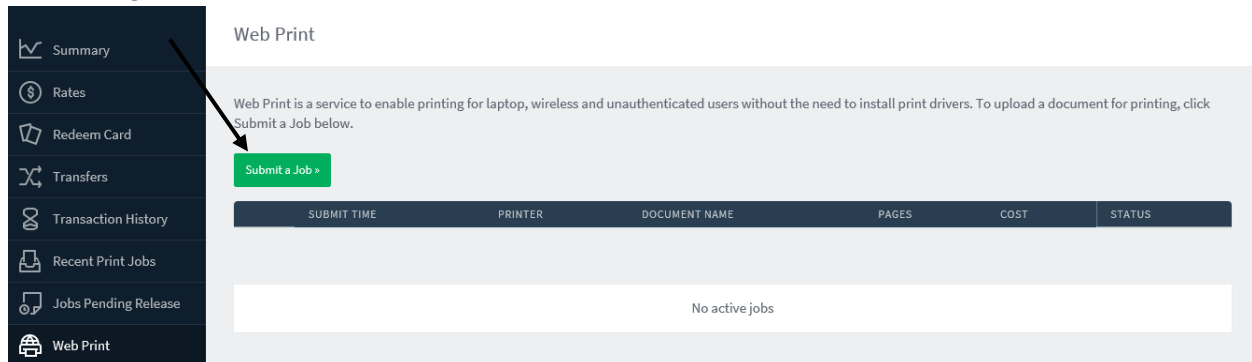 Summary
Rates
Redeem Card
Transfers
Transaction History
Recent Print Jobs
Jobs Pending Release
Web Print
Web Print
Web Print is a service to enable printing for laptop, wireless and unauthenticated users without the need to install print drivers. To upload a document for printing, click
Submit a Job below.
Submit a Job »
SUBMIT TIME PRINTER DOCUMENT NAME PAGES COST STATUS
No active jobs